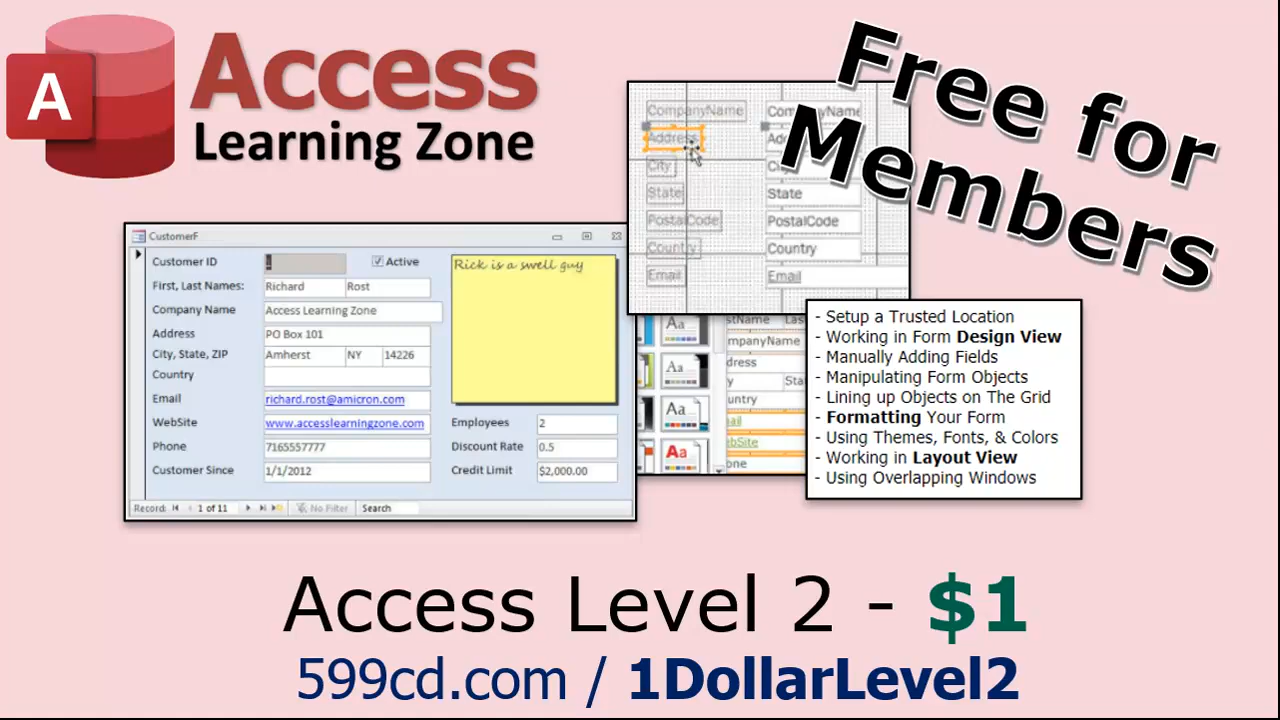 A
Access
Learning Zone
Free for
Members
CompanyName CompanyName
Address
City
State State
PostalCode PostalCode
Country Country
Email Email
CustomerF
Customer ID Active
First, Last Names: Richard Rost
Company Name Access Learning Zone
Address PO Box 101
City, State, ZIP Amherst NY 14226
Country
Email richard.rost@amicron.com
WebSite www.accesslearningzone.com
Phone 7165557777
Customer Since 1/1/2012
Rick is a swell guy
Employees 2
Discount Rate 0.5
Credit Limit $2,000.00
Record: 1 of 11 No Filter Search
Aa
Aa
Aa
Aa
- Setup a Trusted Location
- Working in Form Design View
- Manually Adding Fields
- Manipulating Form Objects
- Lining up Objects on The Grid
- Formatting Your Form
- Using Themes, Fonts, & Colors
- Working in Layout View
- Using Overlapping Windows
Access Level 2 - $1
599cd.com / 1DollarLevel2